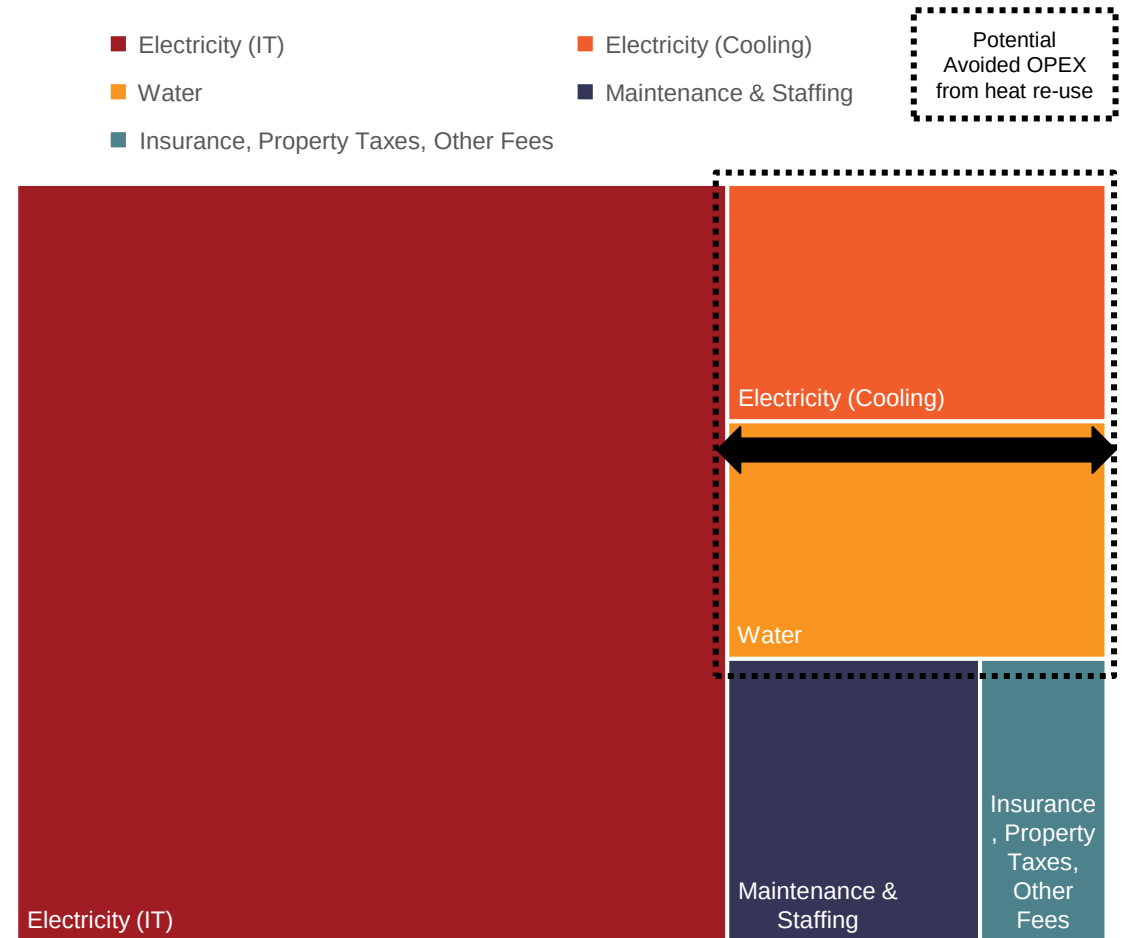 Electricity (IT)
Electricity (Cooling)
Water
Maintenance & Staffing
Insurance, Property Taxes, Other Fees
Potential
Avoided OPEX
from heat re-use
Electricity (Cooling)
Water
Electricity (IT)
Maintenance &
Staffing
Insurance
, Property
Taxes,
Other
Fees